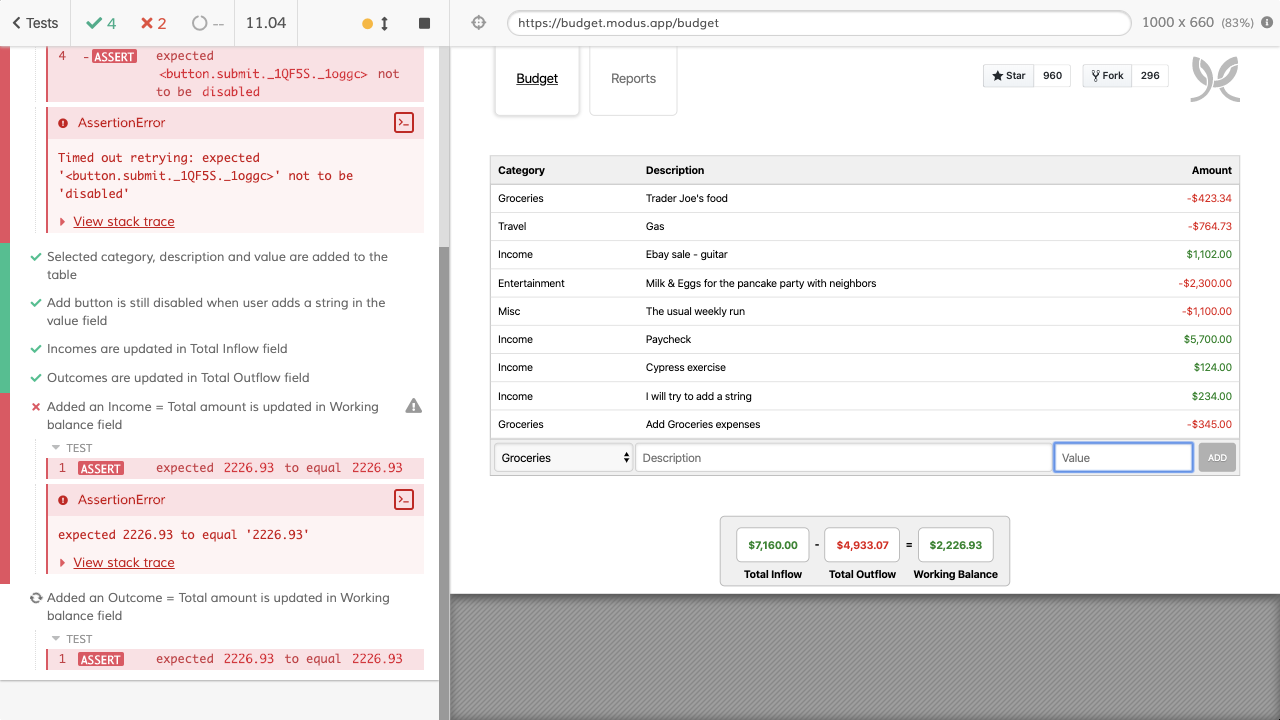 Tests 4 2 -- 11.04
https://budget.modus.app/budget 1000 x 660 (83%)
4 -ASSERT expected
<button.submit._1QF5S._1oggc> not
to be disabled
AssertionError
Timed out retrying: expected
'<button.submit._1QF5S._1oggc>' not to be
'disabled'
View stack trace
Selected category, description and value are added to the
table
Add button is still disabled when user adds a string in the
value field
Incomes are updated in Total Inflow field
Outcomes are updated in Total Outflow field
Added an Income = Total amount is updated in Working
balance field
TEST
1 ASSERT expected 2226.93 to equal 2226.93
AssertionError
expected 2226.93 to equal '2226.93'
View stack trace
Added an Outcome = Total amount is updated in Working
balance field
TEST
1 ASSERT expected 2226.93 to equal 2226.93
Budget Reports
Star 960 Fork 296
Category Description Amount
Groceries Trader Joe's food -$423.34
Travel Gas -$764.73
Income Ebay sale - guitar $1,102.00
Entertainment Milk & Eggs for the pancake party with neighbors -$2,300.00
Misc The usual weekly run -$1,100.00
Income Paycheck $5,700.00
Income Cypress exercise $124.00
Income I will try to add a string $234.00
Groceries Add Groceries expenses -$345.00
Groceries Description Value ADD
$7,160.00 - $4,933.07 = $2,226.93
Total Inflow Total Outflow Working Balance